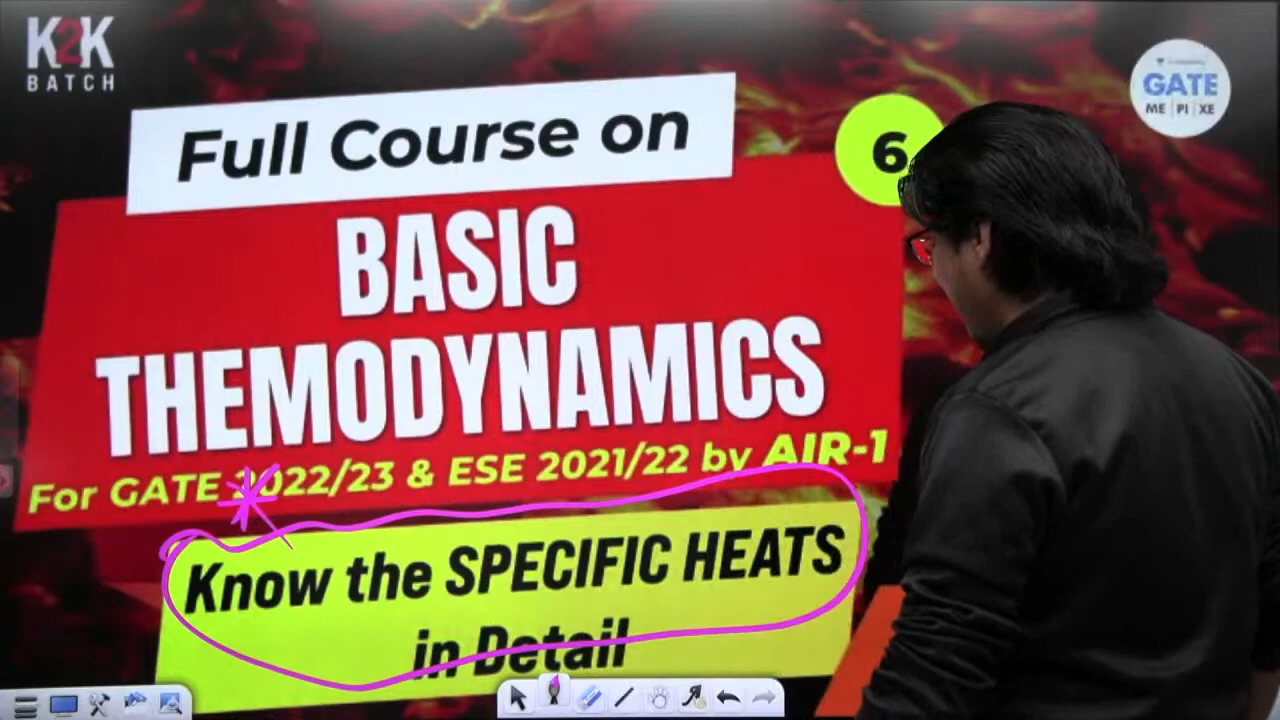 K2K
BATCH
GATE
ME | PI | XE
Full Course on
6
BASIC
THEMODYNAMICS
For GATE 2022/23 & ESE 2021/22 by AIR-1
Know the SPECIFIC HEATS
in Detail